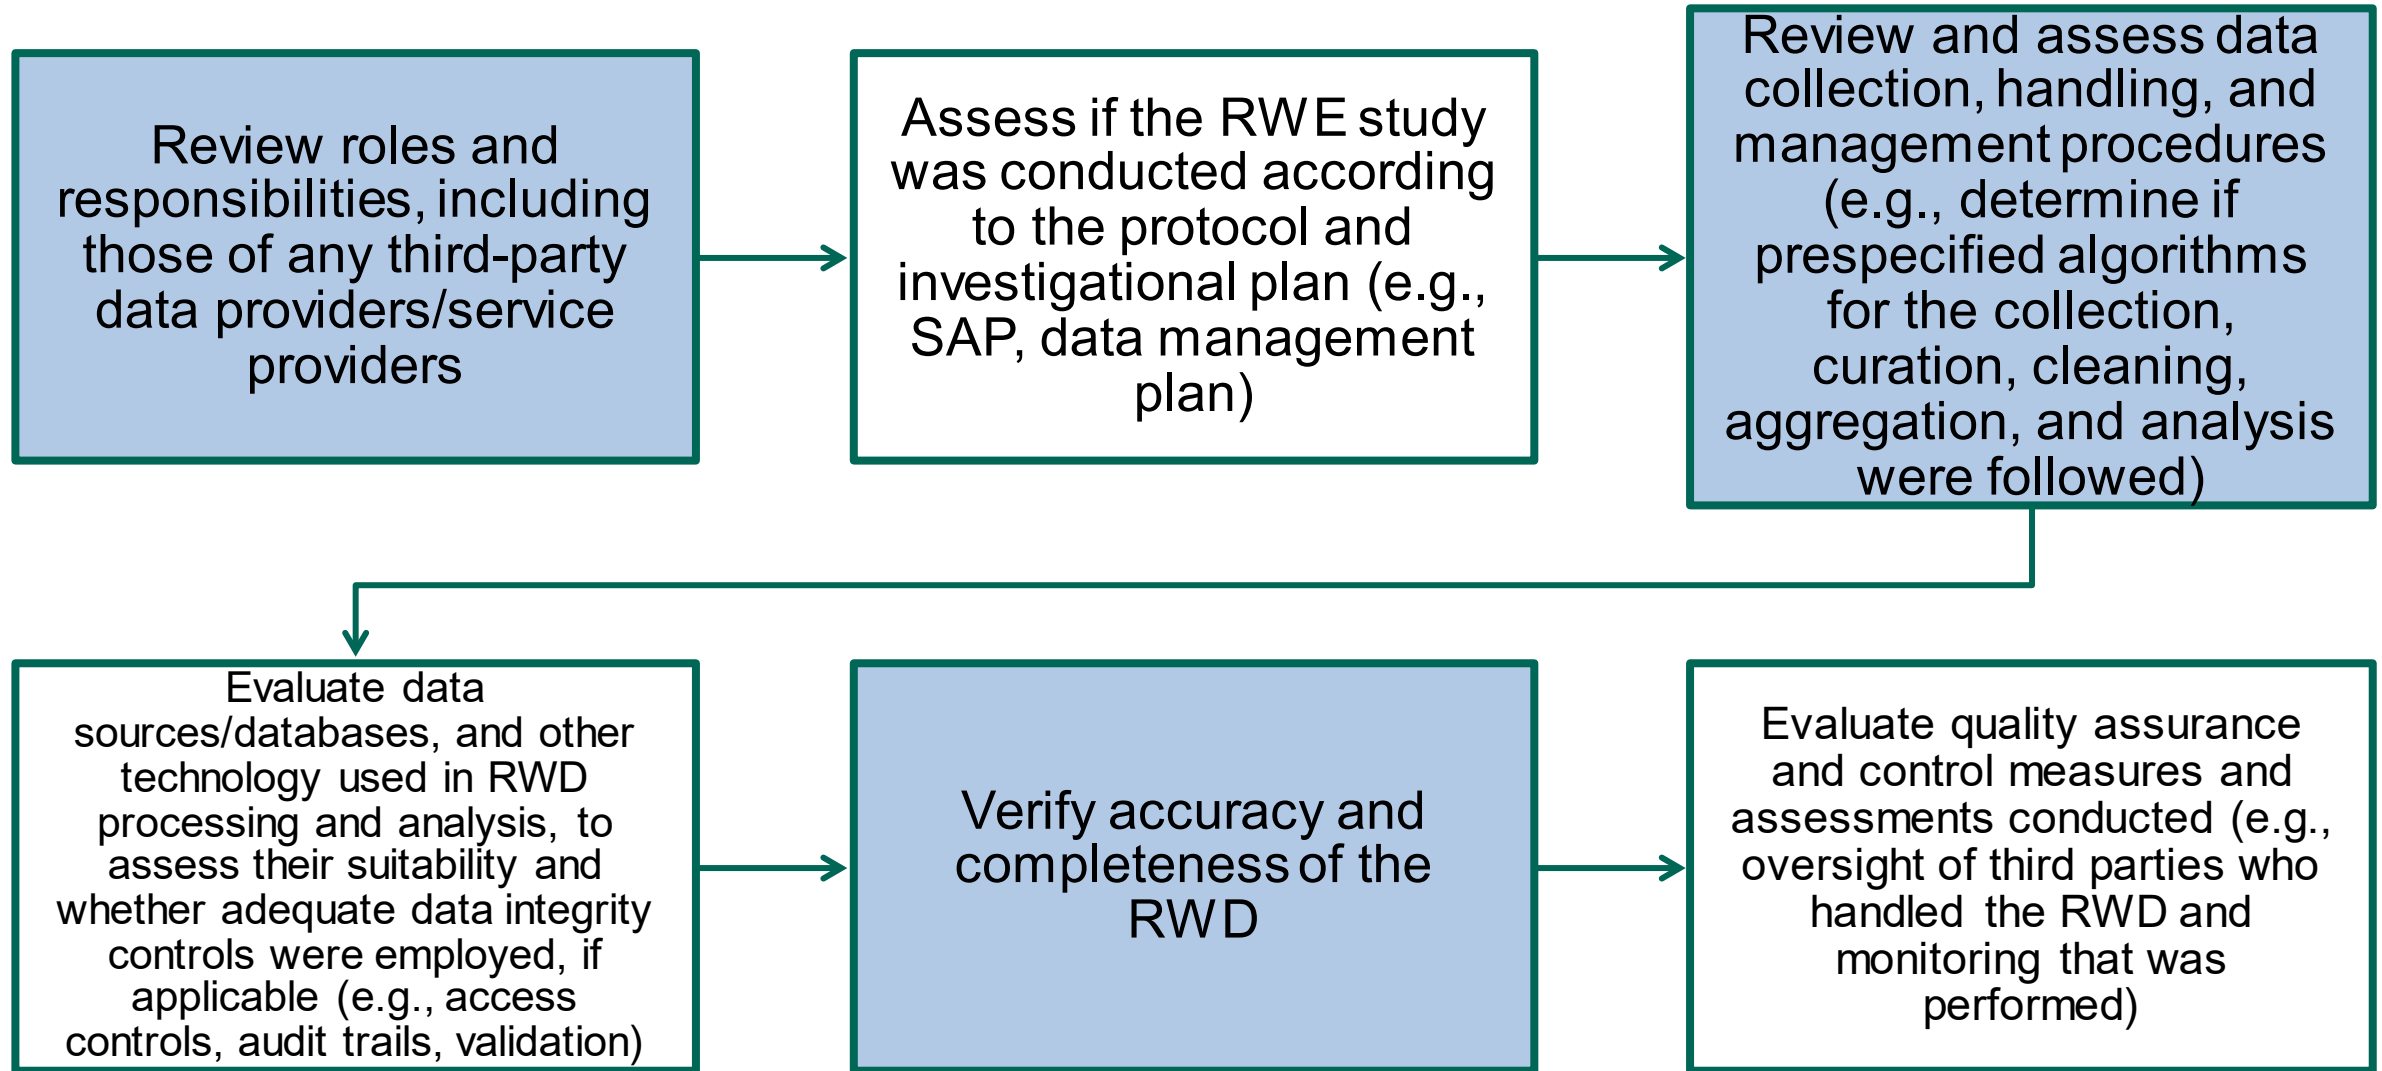 Review roles and
responsibilities, including
those of any third-party
data providers/service
providers
Assess if the RWE study
was conducted according
to the protocol and
investigational plan (e.g.,
SAP, data management
plan)
Review and assess data
collection, handling, and
management procedures
(e.g., determine if
prespecified algorithms
for the collection,
curation, cleaning,
aggregation, and analysis
were followed)
Evaluate data
sources/databases, and other
technology used in RWD
processing and analysis, to
assess their suitability and
whether adequate data integrity
controls were employed, if
applicable (e.g., access
controls, audit trails, validation)
Verify accuracy and
completeness of the
RWD
Evaluate quality assurance
and control measures and
assessments conducted (e.g.,
oversight of third parties who
handled the RWD and
monitoring that was
performed)